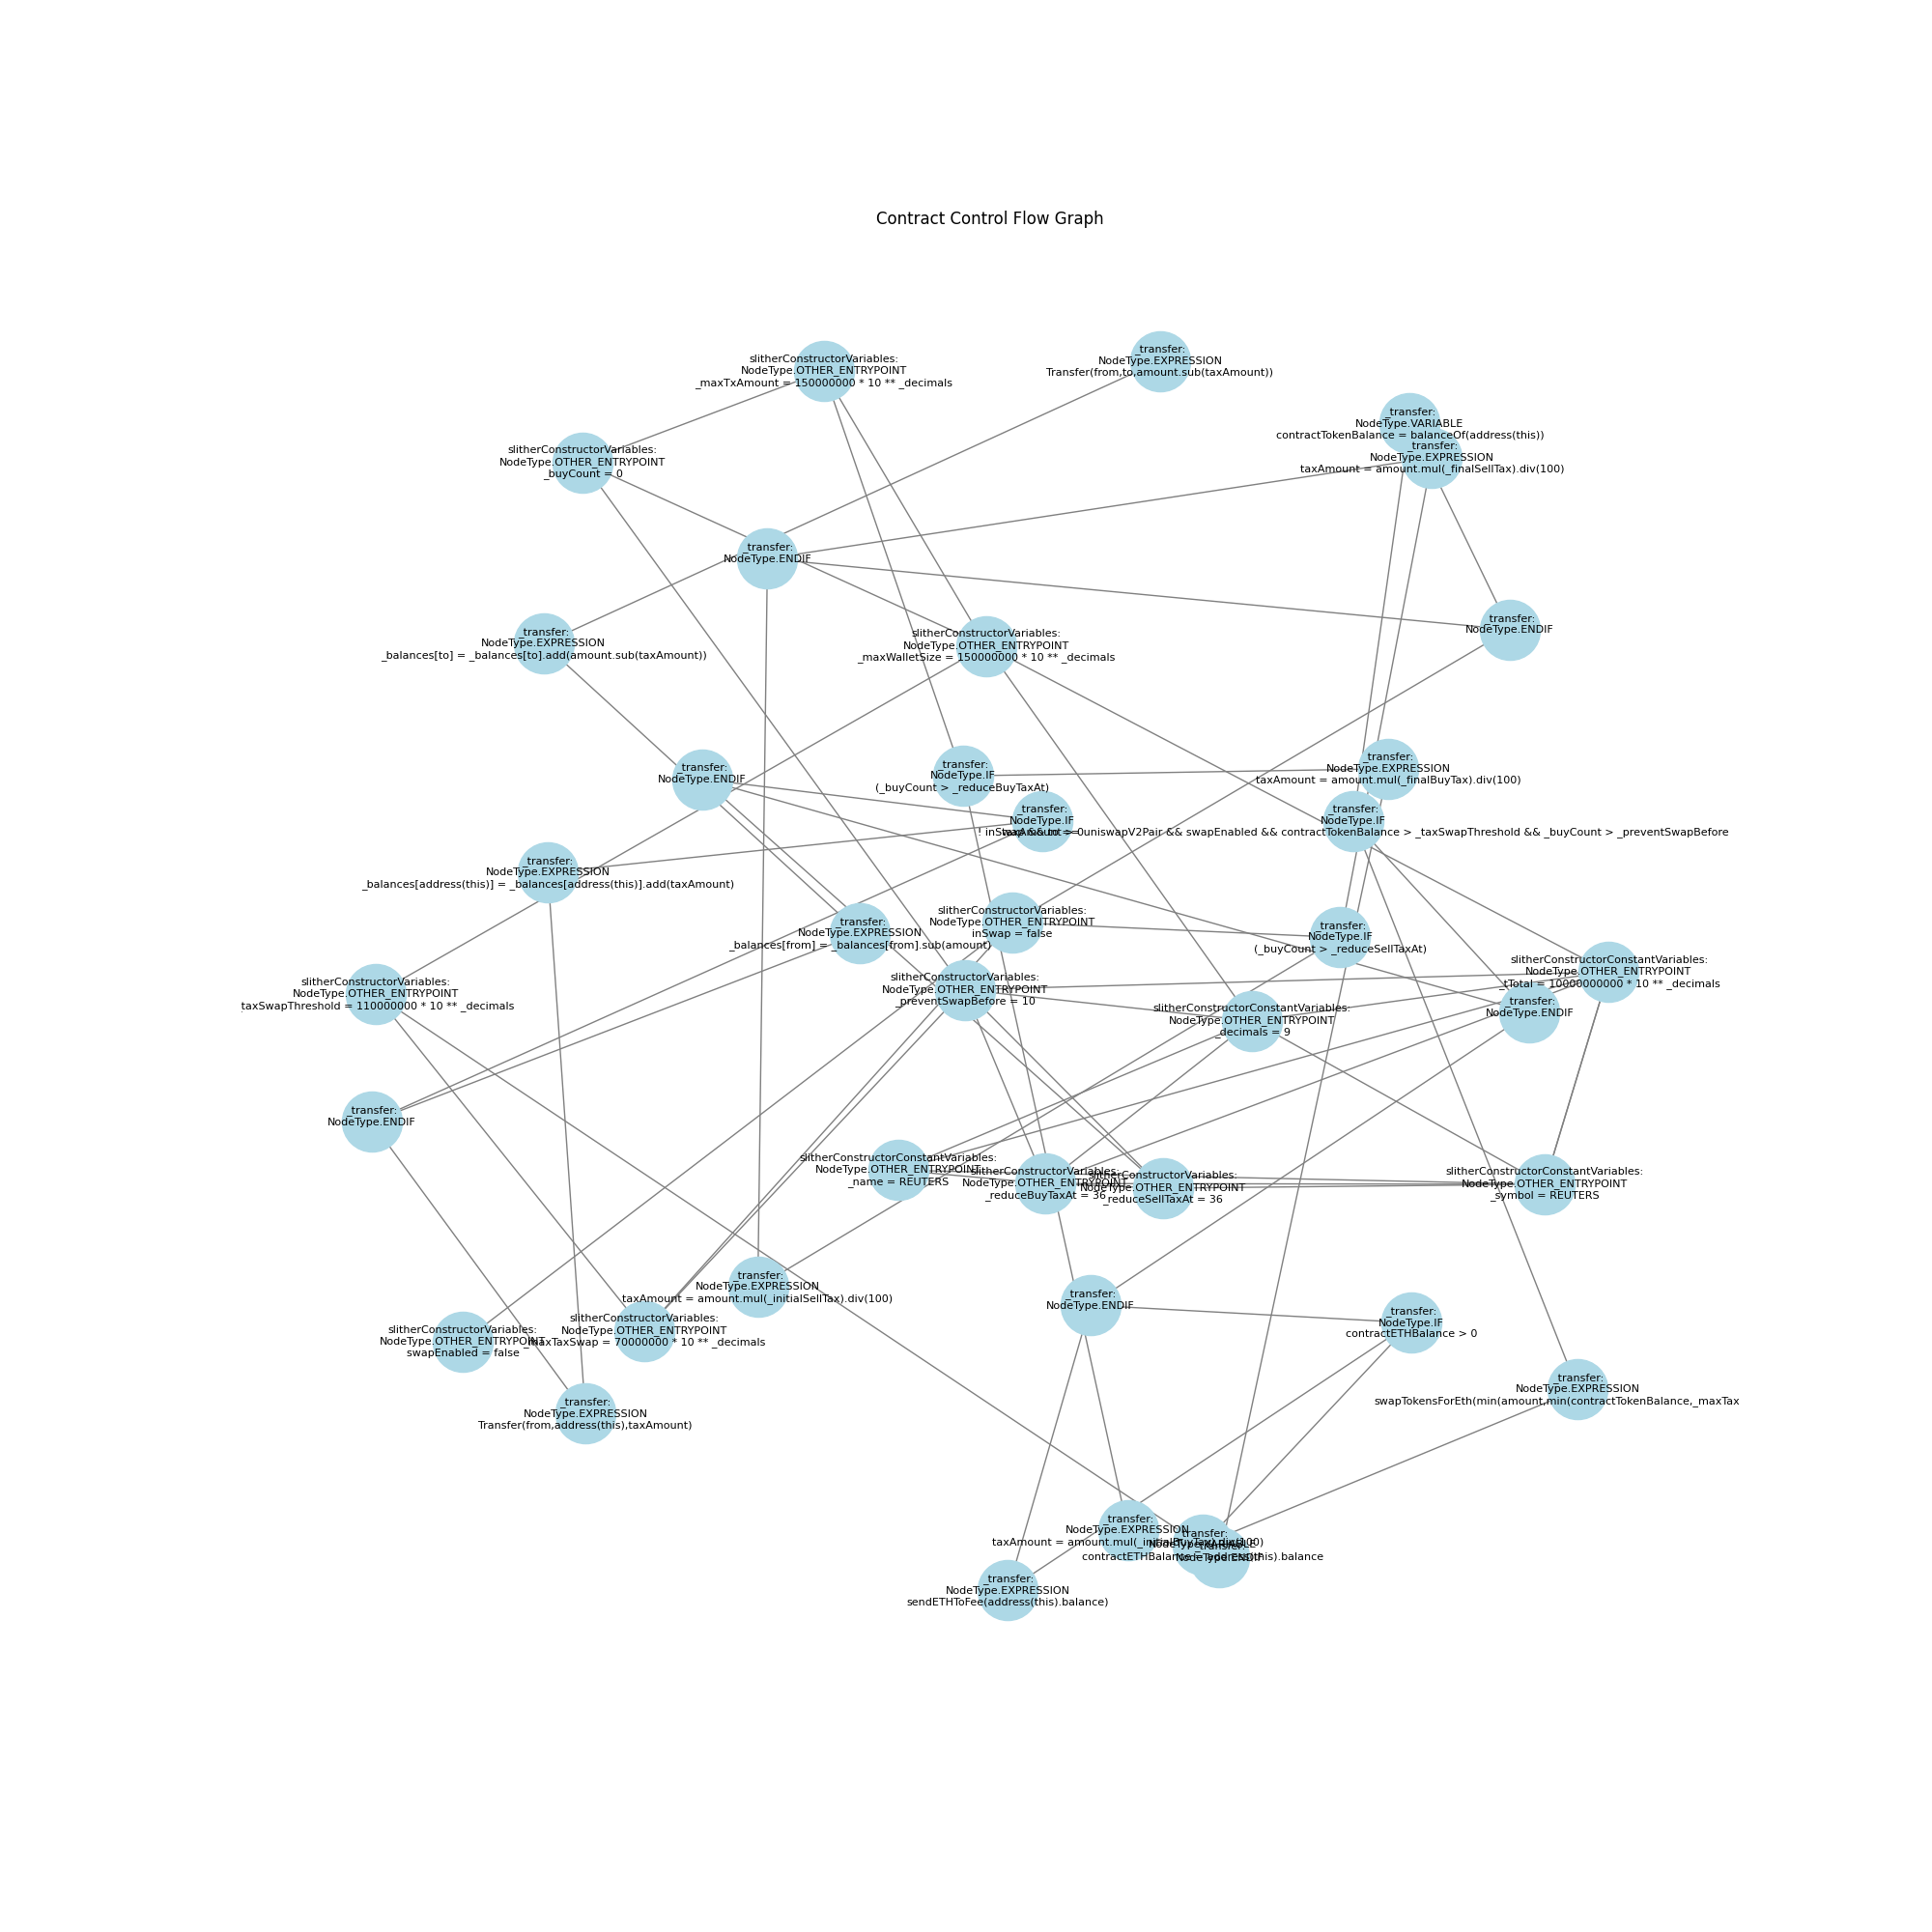 Contract Control Flow Graph
_transfer:
NodeType.EXPRESSION
Transfer(from,to,amount.sub(taxAmount))
slitherConstructorVariables:
NodeType.OTHER_ENTRYPOINT
_maxTxAmount = 150000000 * 10 ** _decimals
_transfer:
NodeType.VARIABLE
contractTokenBalance = balanceOf(address(this))
_transfer:
NodeType.EXPRESSION
taxAmount = amount.mul(_finalSellTax).div(100)
slitherConstructorVariables:
NodeType.OTHER_ENTRYPOINT
_buyCount = 0
_transfer:
NodeType.ENDIF
_transfer:
NodeType.ENDIF
_transfer:
NodeType.EXPRESSION
_balances[to] = _balances[to].add(amount.sub(taxAmount))
slitherConstructorVariables:
NodeType.OTHER_ENTRYPOINT
_maxWalletSize = 150000000 * 10 ** _decimals
_transfer:
NodeType.ENDIF
_transfer:
NodeType.IF
(_buyCount > _reduceBuyTaxAt)
_transfer:
NodeType.EXPRESSION
taxAmount = amount.mul(_finalBuyTax).div(100)
_transfer:
NodeType.IF
taxAmount > 0
_transfer:
NodeType.IF
! inSwap && to == uniswapV2Pair && swapEnabled && contractTokenBalance > _taxSwapThreshold && _buyCount > _preventSwapBefore
_transfer:
NodeType.EXPRESSION
_balances[address(this)] = _balances[address(this)].add(taxAmount)
_transfer:
NodeType.EXPRESSION
_balances[from] = _balances[from].sub(amount)
slitherConstructorVariables:
NodeType.OTHER_ENTRYPOINT
inSwap = false
_transfer:
NodeType.IF
(_buyCount > _reduceSellTaxAt)
slitherConstructorConstantVariables:
NodeType.OTHER_ENTRYPOINT
_tTotal = 10000000000 * 10 ** _decimals
slitherConstructorVariables:
NodeType.OTHER_ENTRYPOINT
_preventSwapBefore = 10
slitherConstructorVariables:
NodeType.OTHER_ENTRYPOINT
taxSwapThreshold = 110000000 * 10 ** _decimals
_transfer:
NodeType.ENDIF
slitherConstructorConstantVariables:
NodeType.OTHER_ENTRYPOINT
_decimals = 9
_transfer:
NodeType.ENDIF
slitherConstructorConstantVariables:
NodeType.OTHER_ENTRYPOINT
_name = REUTERS
slitherConstructorVariables:
NodeType.OTHER_ENTRYPOINT
_reduceBuyTaxAt = 36
slitherConstructorVariables:
NodeType.OTHER_ENTRYPOINT
_reduceSellTaxAt = 36
slitherConstructorConstantVariables:
NodeType.OTHER_ENTRYPOINT
_symbol = REUTERS
_transfer:
NodeType.EXPRESSION
taxAmount = amount.mul(_initialSellTax).div(100)
_transfer:
NodeType.ENDIF
_transfer:
NodeType.IF
contractETHBalance > 0
slitherConstructorVariables:
NodeType.OTHER_ENTRYPOINT
swapEnabled = false
slitherConstructorVariables:
NodeType.OTHER_ENTRYPOINT
_maxTaxSwap = 70000000 * 10 ** _decimals
_transfer:
NodeType.EXPRESSION
swapTokensForEth(min(amount,min(contractTokenBalance,_maxTax
_transfer:
NodeType.EXPRESSION
Transfer(from,address(this),taxAmount)
_transfer:
NodeType.EXPRESSION
taxAmount = amount.mul(_initialBuyTax).div(100)
_transfer:
NodeType.VARIABLE
contractETHBalance = address(this).balance
_transfer:
NodeType.ENDIF
_transfer:
NodeType.EXPRESSION
sendETHToFee(address(this).balance)